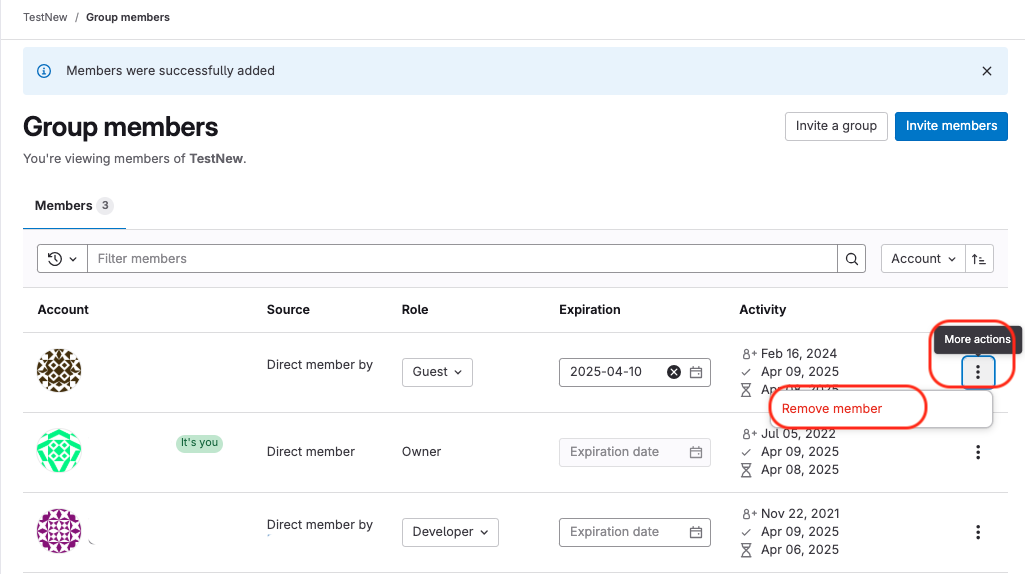 TestNew / Group members
Members were successfully added
Group members
Invite a group
Invite members
You're viewing members of TestNew.
Members 3
Filter members
Account
Account Source Role Expiration Activity
More actions
Direct member by
Guest
2025-04-10
Feb 16, 2024
Apr 09, 2025
Apr 08, 2025
Remove member
It's you
Direct member
Owner
Expiration date
Jul 05, 2022
Apr 09, 2025
Apr 08, 2025
Direct member by
Developer
Expiration date
Nov 22, 2021
Apr 09, 2025
Apr 06, 2025